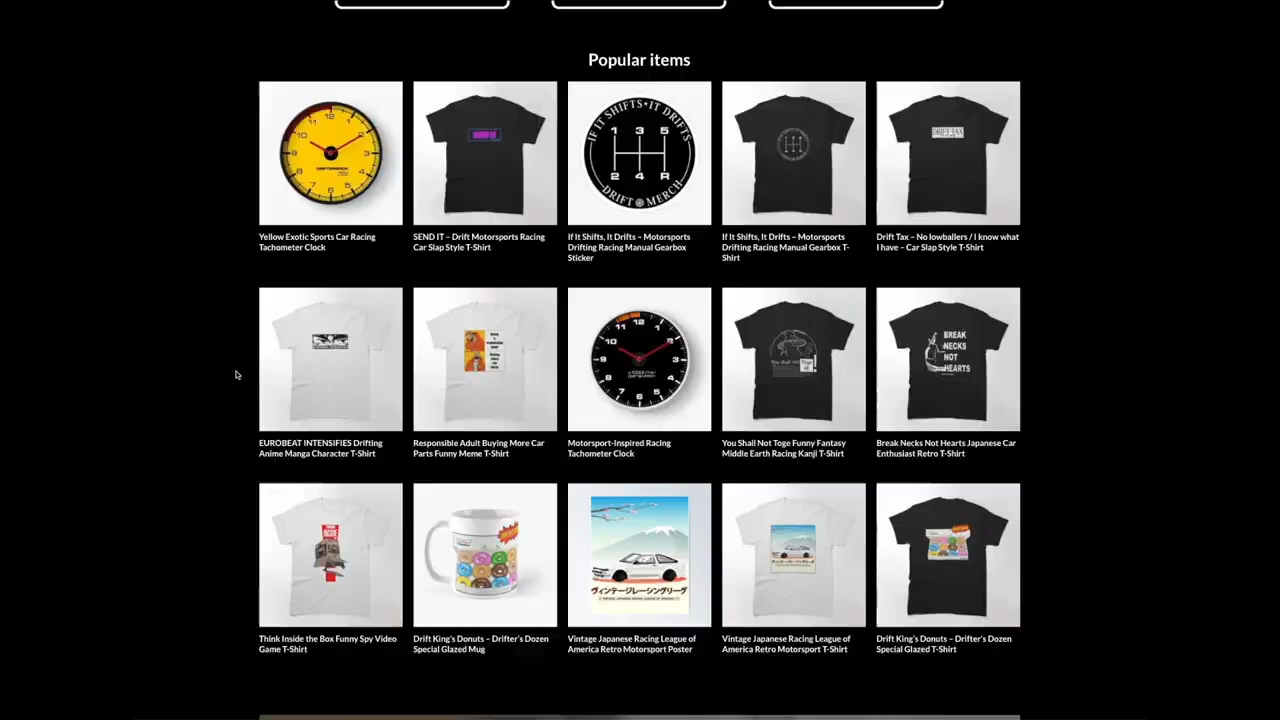 Popular items
IF IT SHIFTS • IT DRIFTS
1 3 5
2 4 R
DRIFT MERCH
DRIFT TAX
Yellow Exotic Sports Car Racing
Tachometer Clock
SEND IT – Drift Motorsports Racing
Car Slap Style T-Shirt
If It Shifts, It Drifts – Motorsports
Drifting Racing Manual Gearbox
Sticker
If It Shifts, It Drifts – Motorsports
Drifting Racing Manual Gearbox T-
Shirt
Drift Tax – No lowballers / I know what
I have – Car Slap Style T-Shirt
BREAK
NECKS
NOT
HEARTS
EUROBEAT INTENSIFIES Drifting
Anime Manga Character T-Shirt
Responsible Adult Buying More Car
Parts Funny Meme T-Shirt
Motorsport-Inspired Racing
Tachometer Clock
You Shall Not Toge Funny Fantasy
Middle Earth Racing Kanji T-Shirt
Break Necks Not Hearts Japanese Car
Enthusiast Retro T-Shirt
ヴィンテージレーシングリーグ
Think Inside the Box Funny Spy Video
Game T-Shirt
Drift King's Donuts – Drifter's Dozen
Special Glazed Mug
Vintage Japanese Racing League of
America Retro Motorsport Poster
Vintage Japanese Racing League of
America Retro Motorsport T-Shirt
Drift King's Donuts – Drifter's Dozen
Special Glazed T-Shirt